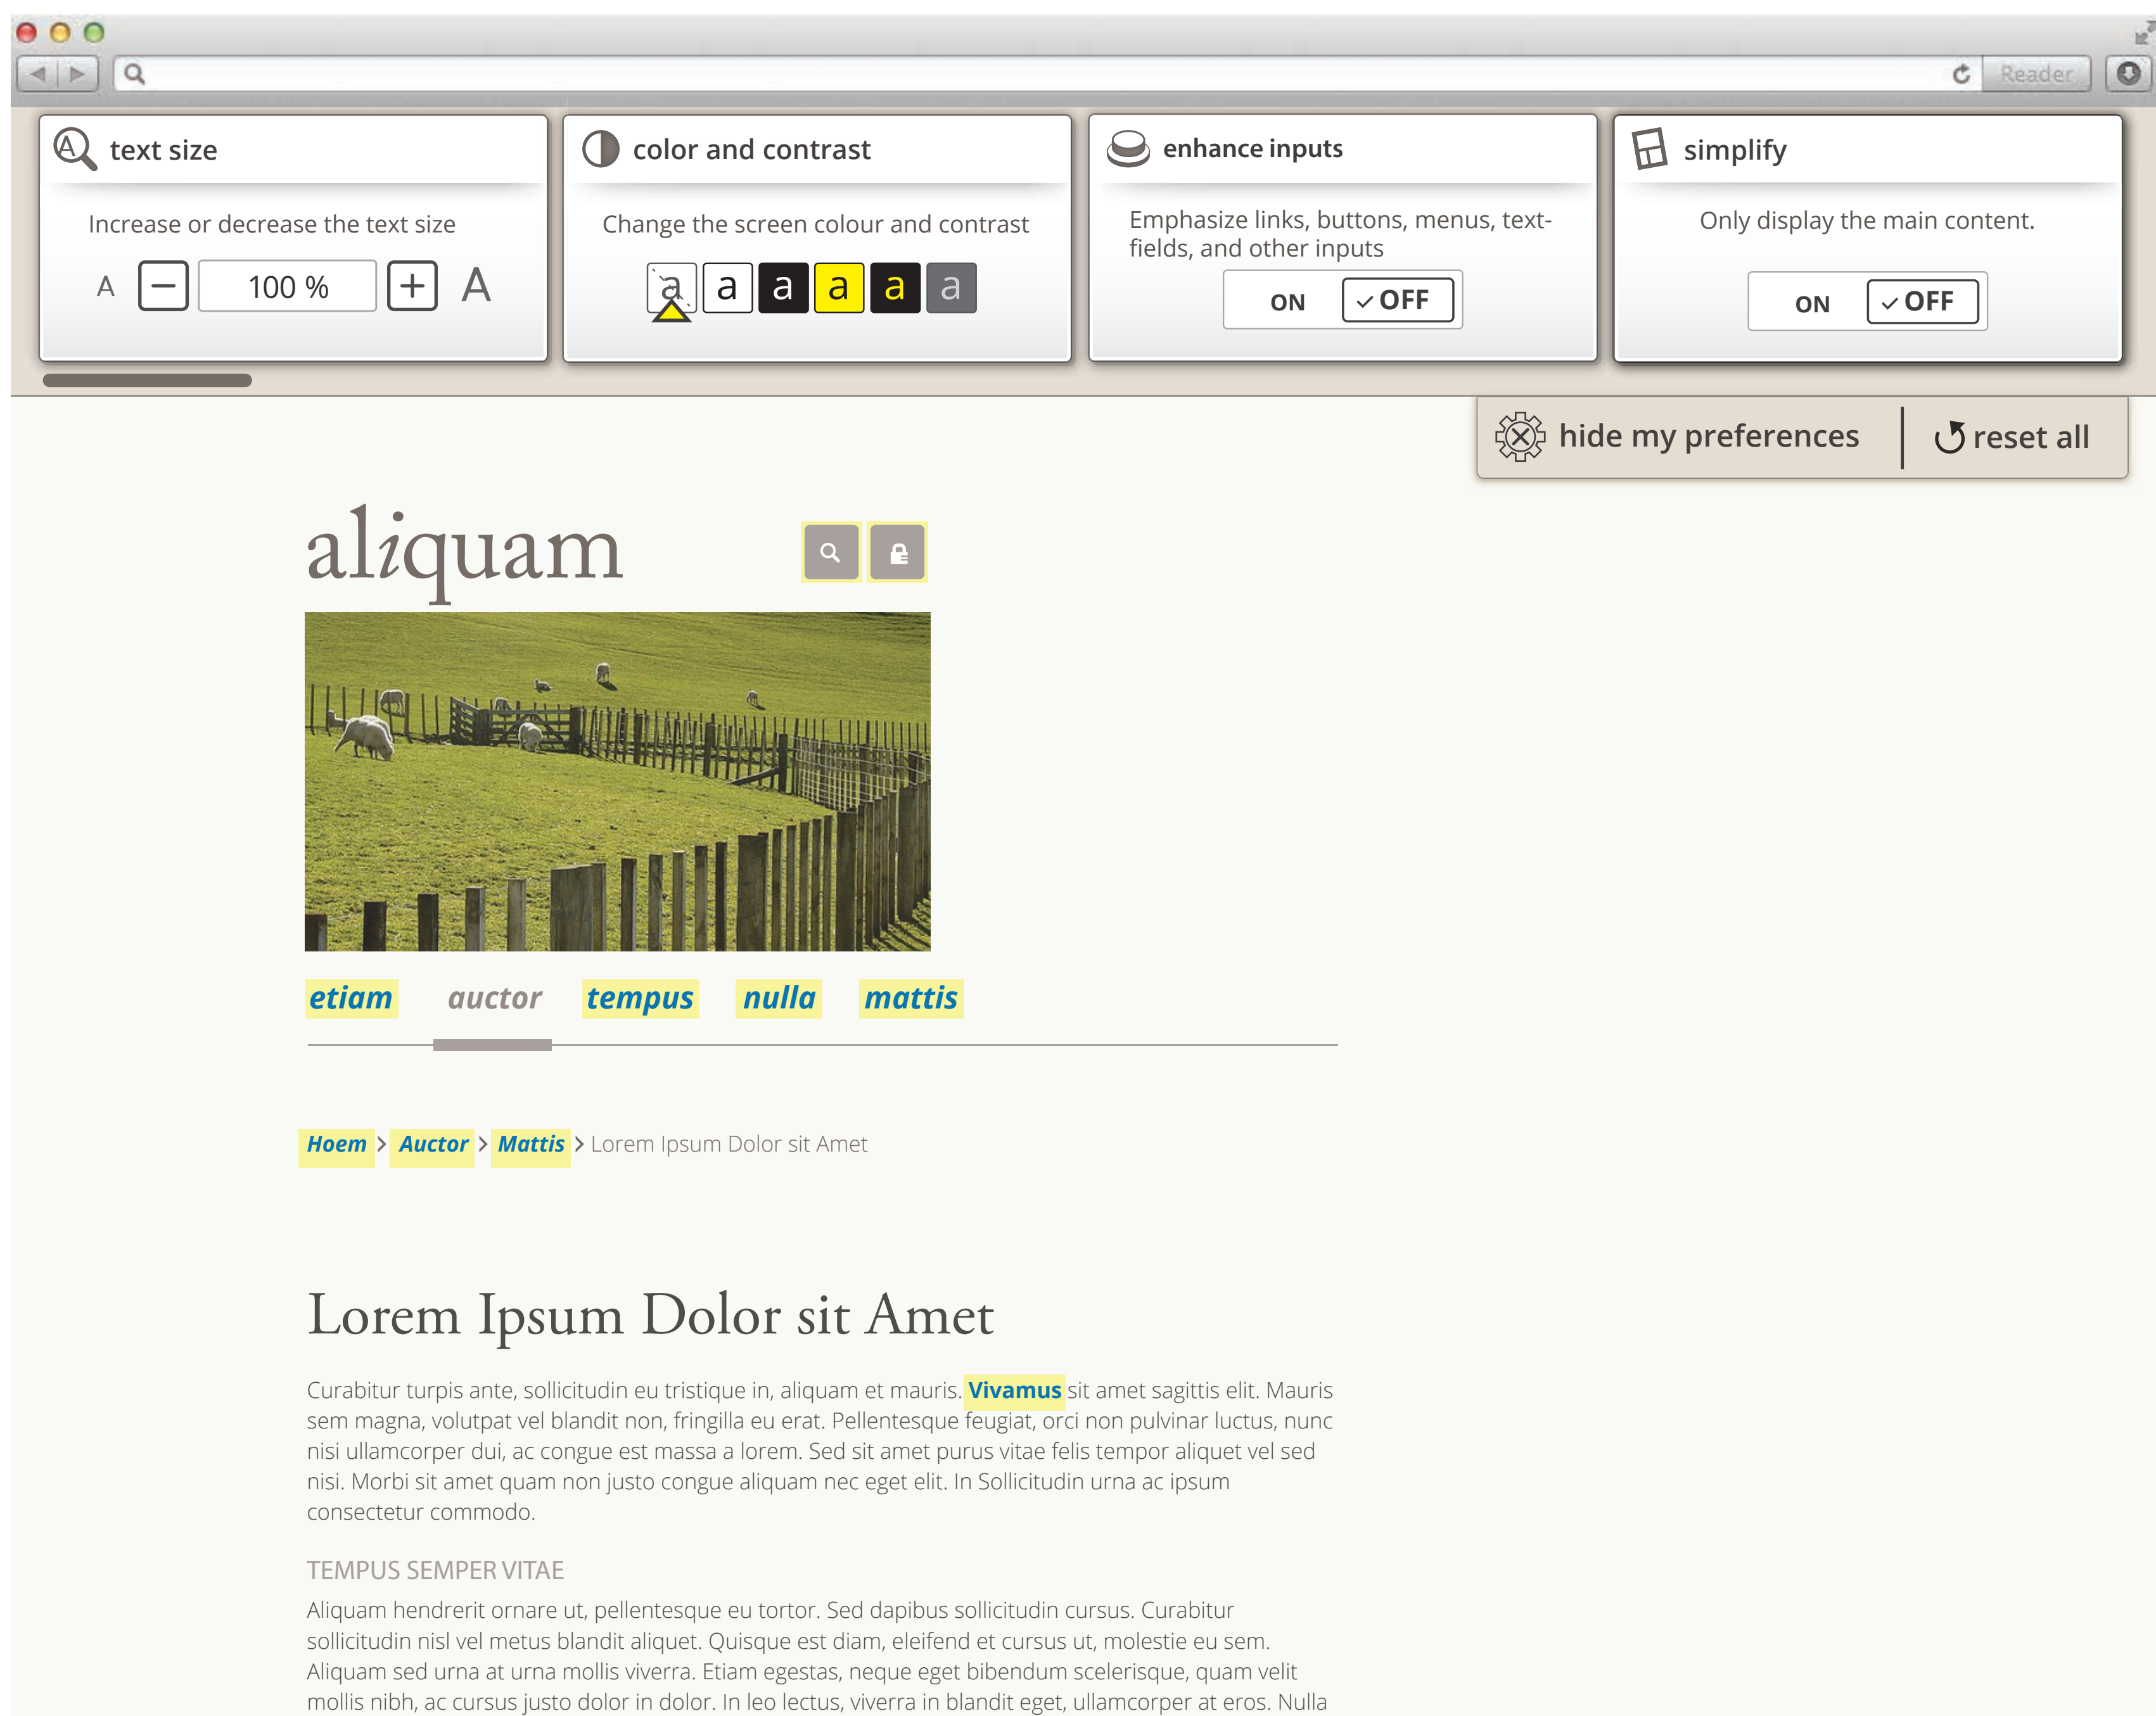 Reader
text size
Increase or decrease the text size
A − 100 % + A
color and contrast
Change the screen colour and contrast
a a a a a a
enhance inputs
Emphasize links, buttons, menus, text-
fields, and other inputs
ON ✓OFF
simplify
Only display the main content.
ON ✓OFF
hide my preferences
reset all
aliquam
etiam auctor tempus nulla mattis
Hoem > Auctor > Mattis > Lorem Ipsum Dolor sit Amet
Lorem Ipsum Dolor sit Amet
Curabitur turpis ante, sollicitudin eu tristique in, aliquam et mauris. Vivamus sit amet sagittis elit. Mauris
sem magna, volutpat vel blandit non, fringilla eu erat. Pellentesque feugiat, orci non pulvinar luctus, nunc
nisi ullamcorper dui, ac congue est massa a lorem. Sed sit amet purus vitae felis tempor aliquet vel sed
nisi. Morbi sit amet quam non justo congue aliquam nec eget elit. In Sollicitudin urna ac ipsum
consectetur commodo.
TEMPUS SEMPER VITAE
Aliquam hendrerit ornare ut, pellentesque eu tortor. Sed dapibus sollicitudin cursus. Curabitur
sollicitudin nisl vel metus blandit aliquet. Quisque est diam, eleifend et cursus ut, molestie eu sem.
Aliquam sed urna at urna mollis viverra. Etiam egestas, neque eget bibendum scelerisque, quam velit
mollis nibh, ac cursus justo dolor in dolor. In leo lectus, viverra in blandit eget, ullamcorper at eros. Nulla